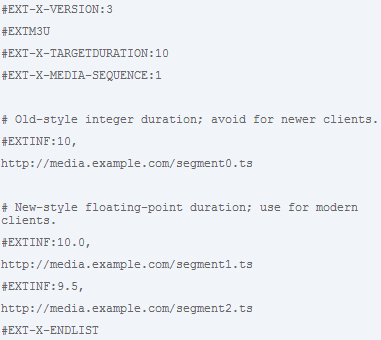 #EXT-X-VERSION:3
#EXTM3U
#EXT-X-TARGETDURATION:10
#EXT-X-MEDIA-SEQUENCE:1
# Old-style integer duration; avoid for newer clients.
#EXTINF:10,
http://media.example.com/segment0.ts
# New-style floating-point duration; use for modern
clients.
#EXTINF:10.0,
http://media.example.com/segment1.ts
#EXTINF:9.5,
http://media.example.com/segment2.ts
#EXT-X-ENDLIST